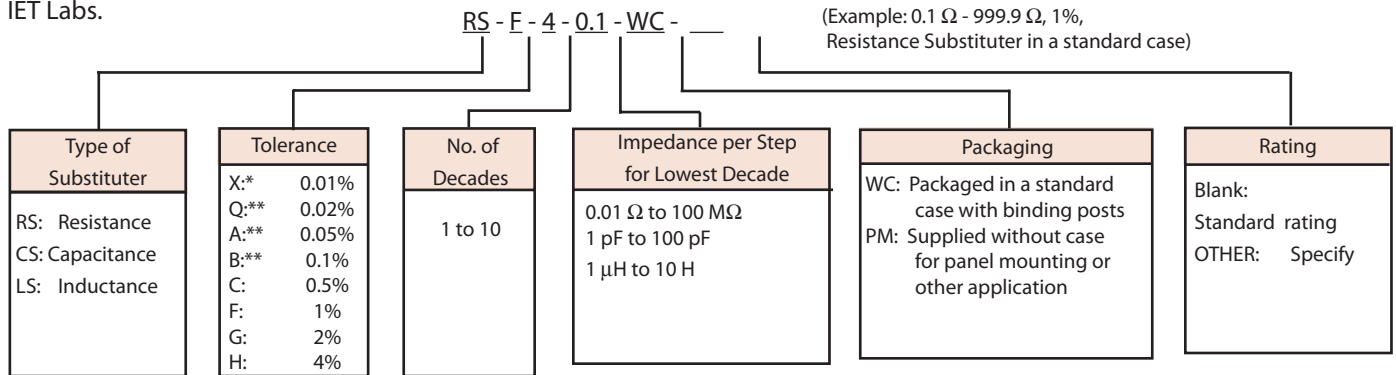 IET Labs.
RS - F - 4 - 0.1 - WC - ___
(Example: 0.1 Ω - 999.9 Ω, 1%,
Resistance Substituter in a standard case)
Type of
Substituter
RS: Resistance
CS: Capacitance
LS: Inductance
Tolerance
X:* 0.01%
Q:** 0.02%
A:** 0.05%
B:** 0.1%
C: 0.5%
F: 1%
G: 2%
H: 4%
No. of
Decades
1 to 10
Impedance per Step
for Lowest Decade
0.01 Ω to 100 MΩ
1 pF to 100 pF
1 µH to 10 H
Packaging
WC: Packaged in a standard
case with binding posts
PM: Supplied without case
for panel mounting or
other application
Rating
Blank:
Standard rating
OTHER: Specify